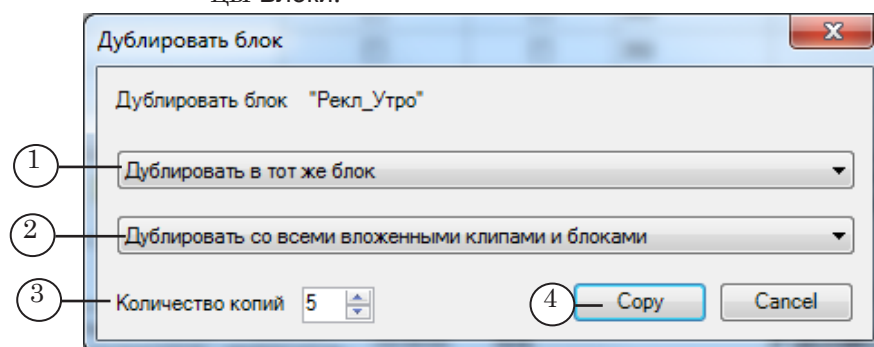 Дублировать блок
Дублировать блок "Рекл_Утро"
1 Дублировать в тот же блок
2 Дублировать со всеми вложенными клипами и блоками
3 Количество копий 5 4 Copy Cancel